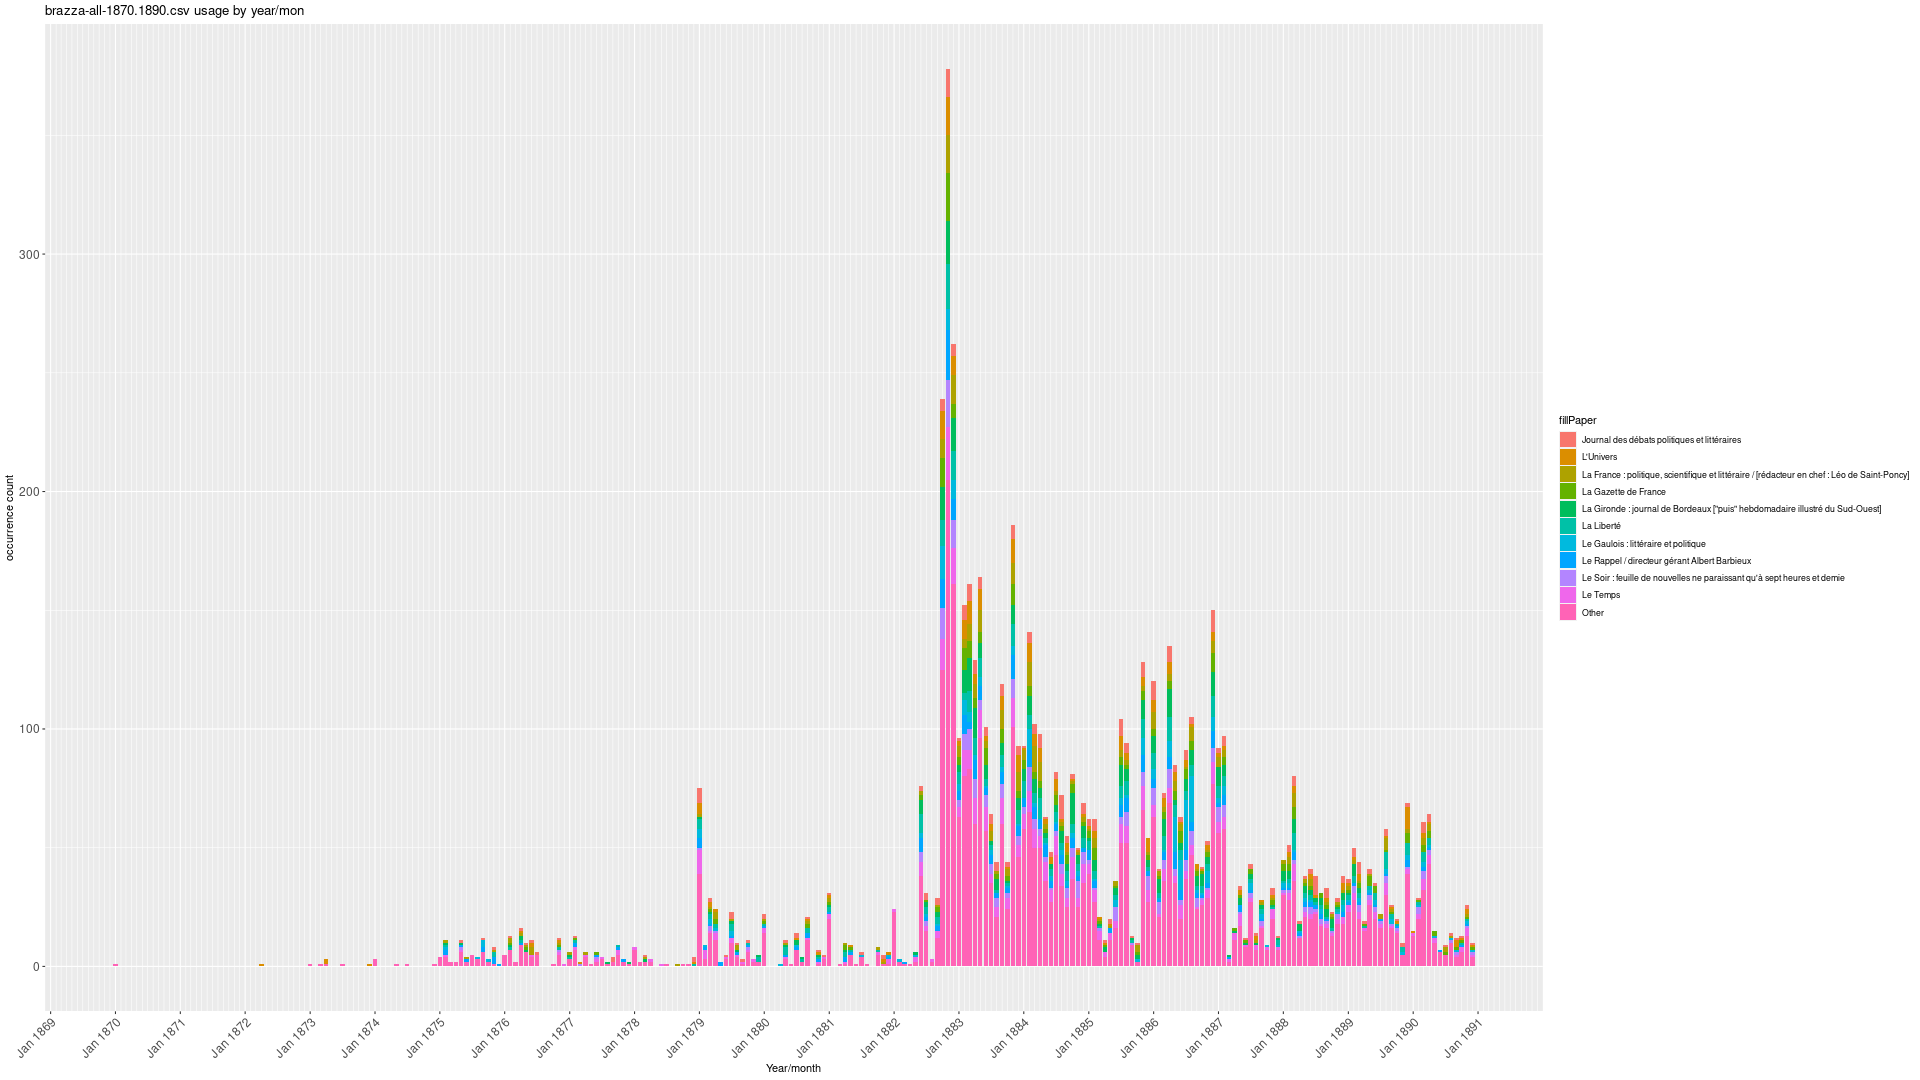 brazza-all-1870.1890.csv usage by year/mon
occurrence count
300
200
100
0
Jan 1869
Jan 1870
Jan 1871
Jan 1872
Jan 1873
Jan 1874
Jan 1875
Jan 1876
Jan 1877
Jan 1878
Jan 1879
Jan 1880
Jan 1881
Jan 1882
Jan 1883
Jan 1884
Jan 1885
Jan 1886
Jan 1887
Jan 1888
Jan 1889
Jan 1890
Jan 1891
Year/month
fillPaper
Journal des débats politiques et littéraires
L'Univers
La France : politique, scientifique et littéraire / [rédacteur en chef : Léo de Saint-Poncy]
La Gazette de France
La Gironde : journal de Bordeaux ["puis" hebdomadaire illustré du Sud-Ouest]
La Liberté
Le Gaulois : littéraire et politique
Le Rappel / directeur gérant Albert Barbieux
Le Soir : feuille de nouvelles ne paraissant qu'à sept heures et demie
Le Temps
Other